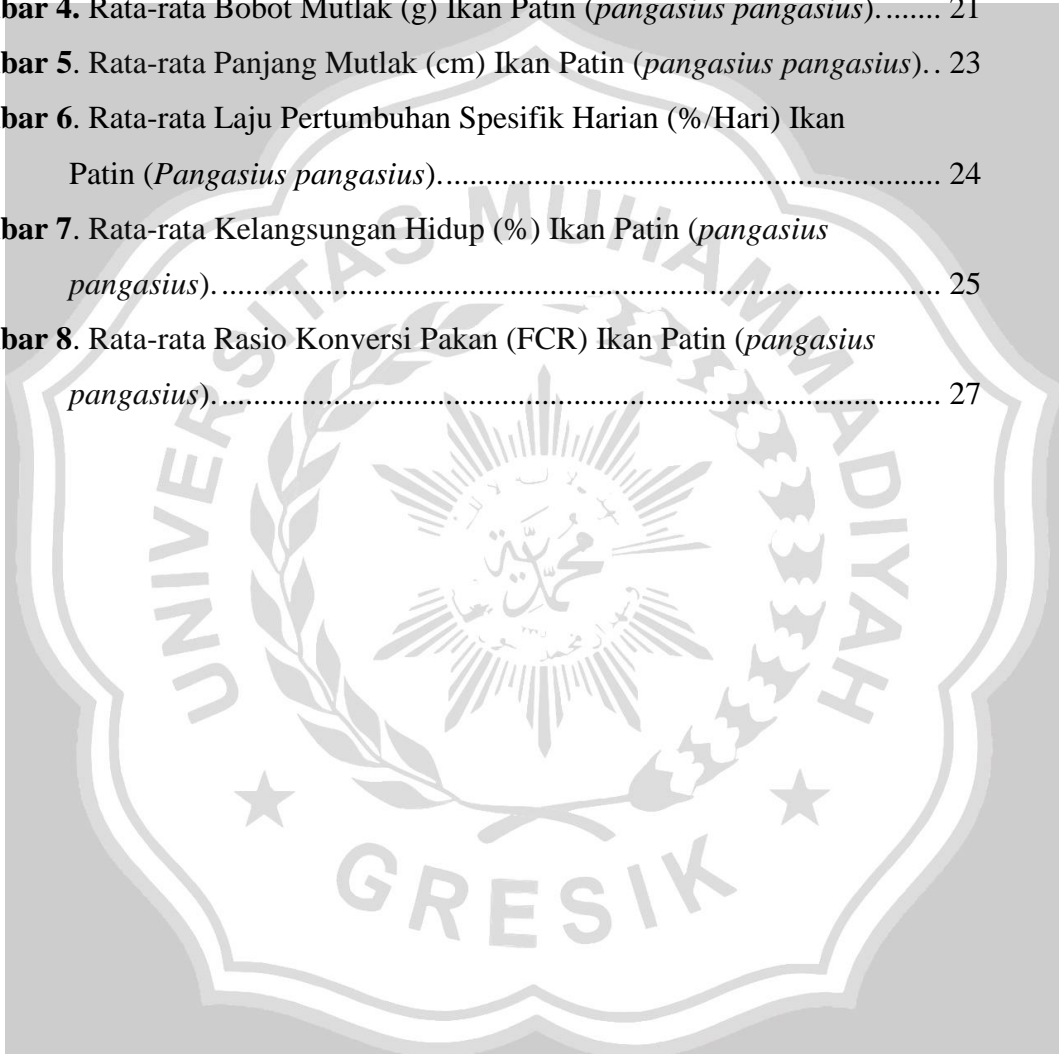 bar 4. Rata-rata Bobot Mutlak (g) Ikan Patin (pangasius pangasius)........ 21
bar 5. Rata-rata Panjang Mutlak (cm) Ikan Patin (pangasius pangasius).. 23
bar 6. Rata-rata Laju Pertumbuhan Spesifik Harian (%/Hari) Ikan
Patin (Pangasius pangasius)................................................................ 24
bar 7. Rata-rata Kelangsungan Hidup (%) Ikan Patin (pangasius
pangasius).............................................................................................. 25
bar 8. Rata-rata Rasio Konversi Pakan (FCR) Ikan Patin (pangasius
pangasius).............................................................................................. 27
UNIVERSITAS MUHAMMADIYAH
GRESIK